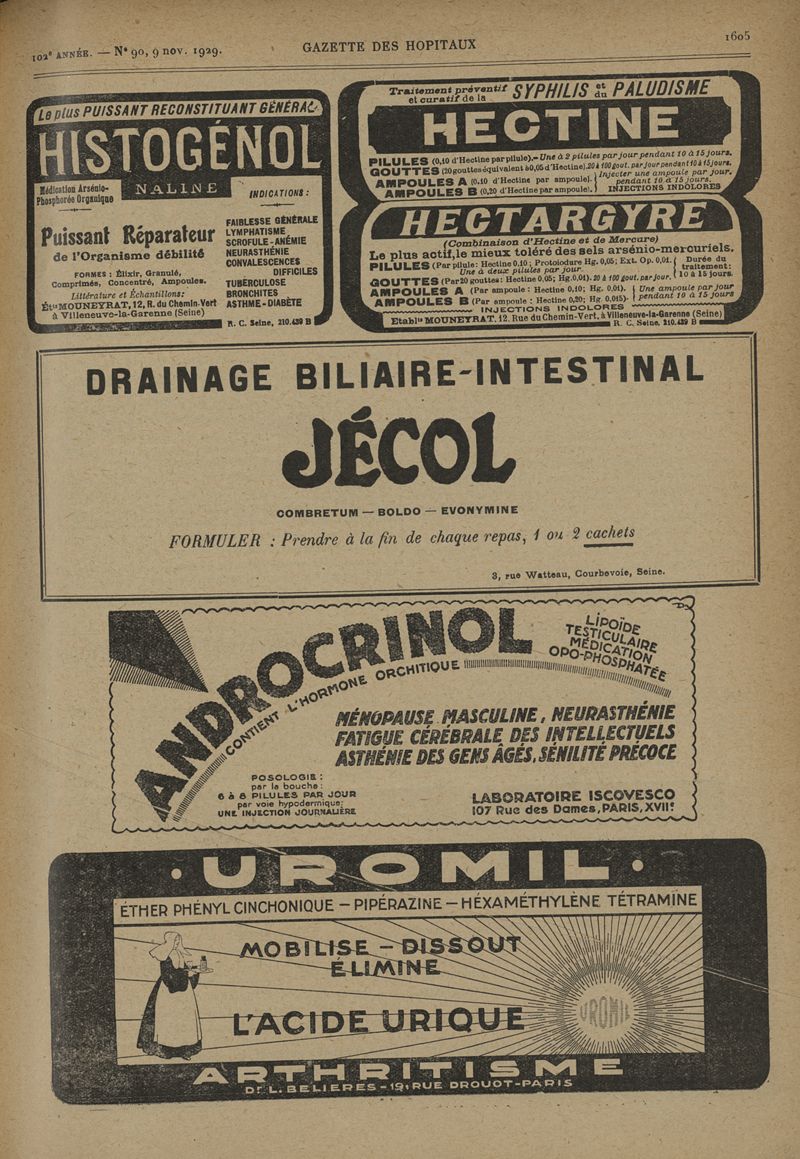 102e ANNÉE. — N° 90, 9 nov. 1929.
GAZETTE DES HOPITAUX
1605
Le plus PUISSANT RECONSTITUANT GÉNÉRAL
HISTOGÉNOL
Médication Arsénio-
Phosphorée Organique
NALINE
INDICATIONS :
Puissant Réparateur
de l'Organisme débilité
FORMES : Élixir, Granulé,
Comprimés, Concentré, Ampoules.
Littérature et Échantillons:
Éts MOUNEYRAT, 12, R. du Chemin-Vert
à Villeneuve-la-Garenne (Seine)
FAIBLESSE GÉNÉRALE
LYMPHATISME
SCROFULE - ANÉMIE
NEURASTHÉNIE
CONVALESCENCES
DIFFICILES
TUBERCULOSE
BRONCHITES
ASTHME - DIABÈTE
R. C. Seine, 210.439 B
Traitement préventif
et curatif de la
SYPHILIS et du PALUDISME
HECTINE
PILULES (0,10 d'Hectine par pilule).- Une à 2 pilules par jour pendant 10 à 15 jours.
GOUTTES (20 gouttes équivalent à 0,05 d'Hectine). 20 à 100 gout. par jour pendant 10 à 15 jours.
AMPOULES A (0,10 d'Hectine par ampoule).
AMPOULES B (0,20 d'Hectine par ampoule).
Injecter une ampoule par jour.
pendant 10 à 15 jours.
INJECTIONS INDOLORES
HECTARGYRE
(Combinaison d'Hectine et de Mercure)
Le plus actif, le mieux toléré des sels arsénio-mercuriels.
PILULES (Par pilule: Hectine 0,10; Protoiodure Hg. 0,05; Ext. Op. 0,01.
Une à deux pilules par jour.
GOUTTES (Par 20 gouttes: Hectine 0,05; Hg. 0,01). 20 à 100 gout. par jour.
Durée du
traitement:
10 à 15 jours.
AMPOULES A (Par ampoule : Hectine 0,10; Hg. 0,01).
AMPOULES B (Par ampoule : Hectine 0,20; Hg. 0,015).
Une ampoule par jour
pendant 10 à 15 jours
INJECTIONS INDOLORES
Etablts MOUNEYRAT, 12, Rue du Chemin-Vert, à Villeneuve-la-Garenne (Seine)
R. C. Seine, 210.439 B
DRAINAGE BILIAIRE-INTESTINAL
JÉCOL
COMBRETUM — BOLDO — EVONYMINE
FORMULER : Prendre à la fin de chaque repas, 1 ou 2 cachets
3, rue Watteau, Courbevoie, Seine.
ANDROCRINOL
CONTIENT L'HORMONE ORCHITIQUE
LIPOÏDE
TESTICULAIRE
MÉDICATION
OPO-PHOSPHATÉE
MÉNOPAUSE MASCULINE, NEURASTHÉNIE
FATIGUE CÉRÉBRALE DES INTELLECTUELS
ASTHÉNIE DES GENS ÂGÉS, SÉNILITÉ PRÉCOCE
POSOLOGIE :
par la bouche :
6 à 8 PILULES PAR JOUR
par voie hypodermique:
UNE INJECTION JOURNALIÈRE
LABORATOIRE ISCOVESCO
107 Rue des Dames, PARIS, XVIIe
UROMIL
ÉTHER PHÉNYL CINCHONIQUE — PIPÉRAZINE — HÉXAMÉTHYLÈNE TÉTRAMINE
MOBILISE - DISSOUT
ÉLIMINE
L'ACIDE URIQUE
UROMIL
ARTHRITISME
Dr. L. BELIERES - 19, RUE DROUOT - PARIS